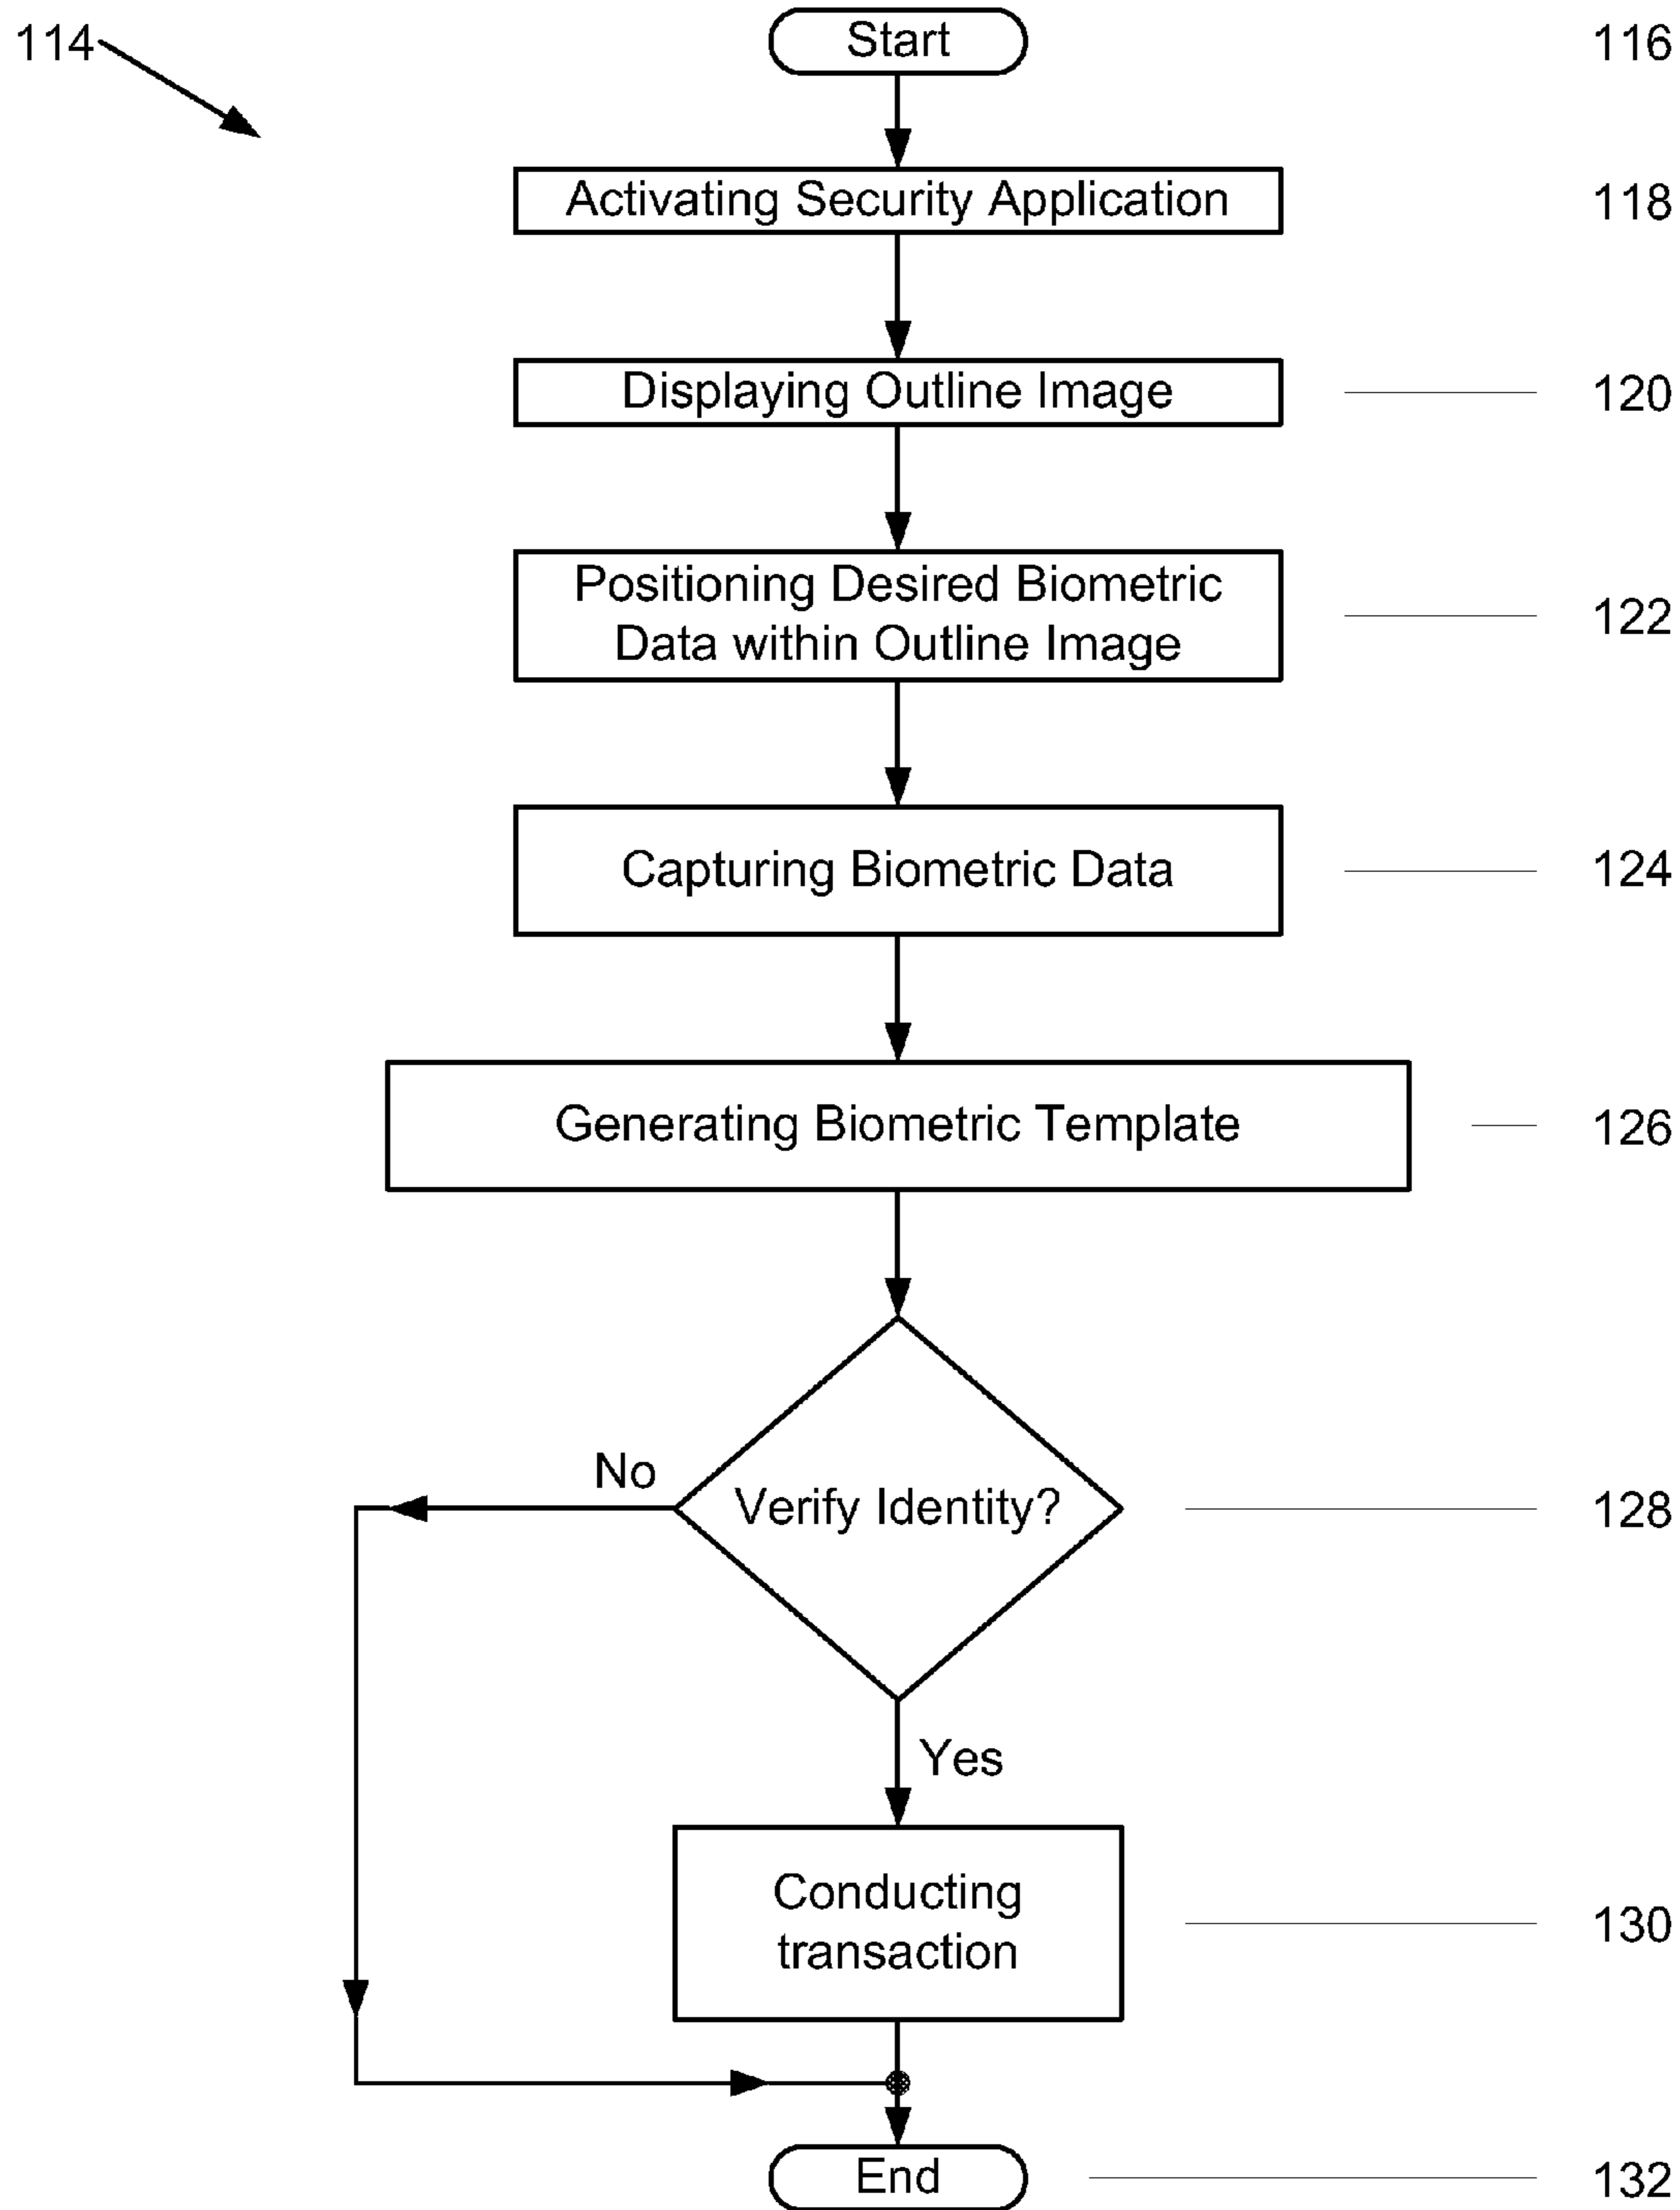 114
Start
116
Activating Security Application
118
Displaying Outline Image
120
Positioning Desired Biometric
Data within Outline Image
122
Capturing Biometric Data
124
Generating Biometric Template
126
No
Verify Identity?
128
Yes
Conducting
transaction
130
End
132